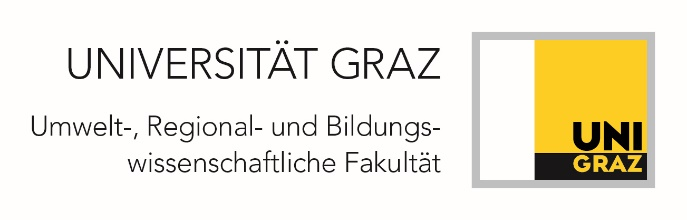 UNIVERSITÄT GRAZ
Umwelt-, Regional- und Bildungs-
wissenschaftliche Fakultät
UNI
GRAZ